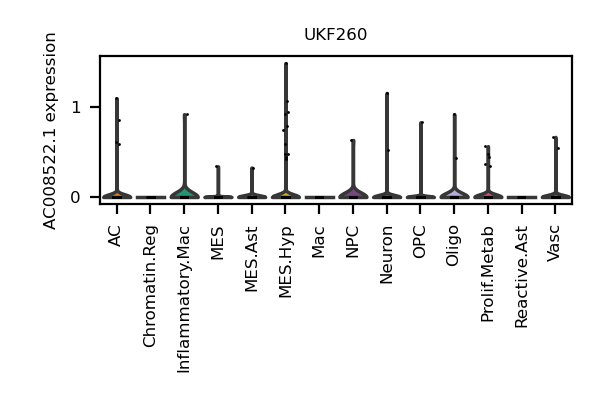 UKF260
AC008522.1 expression
1
0
AC
Chromatin.Reg
Inflammatory.Mac
MES
MES.Ast
MES.Hyp
Mac
NPC
Neuron
OPC
Oligo
Prolif.Metab
Reactive.Ast
Vasc